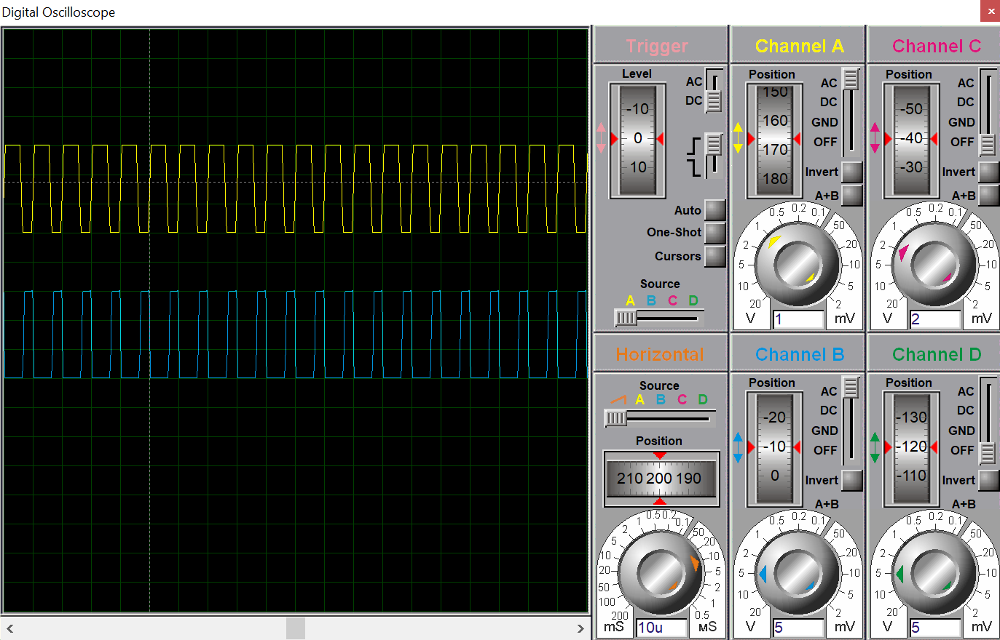 Digital Oscilloscope
Trigger
Level
AC
DC
-10
0
10
Auto
One-Shot
Cursors
Source
A B C D
Channel A
Position
150
160
170
180
AC
DC
GND
OFF
Invert
A+B
20
10
5
2
1
0.5
0.2
0.1
50
20
10
5
2
V
1
mV
Channel C
Position
-50
-40
-30
AC
DC
GND
OFF
Invert
A+B
20
10
5
2
1
0.5
0.2
0.1
50
20
10
5
2
V
2
mV
Horizontal
Source
A B C D
Position
210 200 190
200
100
50
20
10
5
2
1
0.5
0.2
0.1
50
20
10
5
2
1
0.5
mS
10u
мS
Channel B
Position
-20
-10
0
AC
DC
GND
OFF
Invert
A+B
20
10
5
2
1
0.5
0.2
0.1
50
20
10
5
2
V
5
mV
Channel D
Position
-130
-120
-110
AC
DC
GND
OFF
Invert
A+B
20
10
5
2
1
0.5
0.2
0.1
50
20
10
5
2
V
5
mV